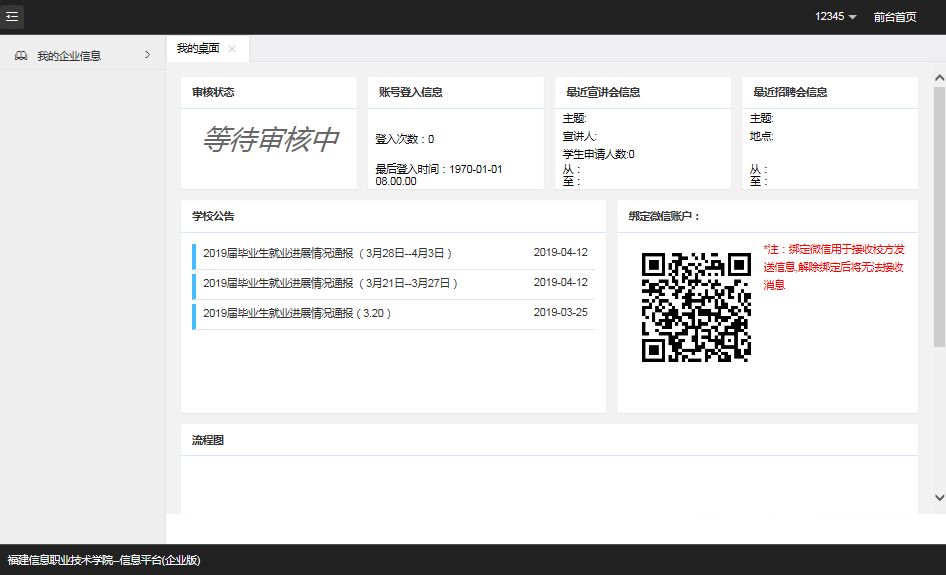 12345
前台首页
我的企业信息
我的桌面
审核状态
等待审核中
账号登入信息
登入次数：0
最后登入时间：1970-01-01
08.00.00
最近宣讲会信息
主题:
宣讲人:
学生申请人数:0
从：
至：
最近招聘会信息
主题:
地点:
从：
至：
学校公告
2019届毕业生就业进展情况通报（3月28日--4月3日） 2019-04-12
2019届毕业生就业进展情况通报（3月21日--3月27日） 2019-04-12
2019届毕业生就业进展情况通报（3.20） 2019-03-25
绑定微信账户：
*注：绑定微信用于接收校方发
送信息,解除绑定后将无法接收
消息
流程图
福建信息职业技术学院--信息平台(企业版)